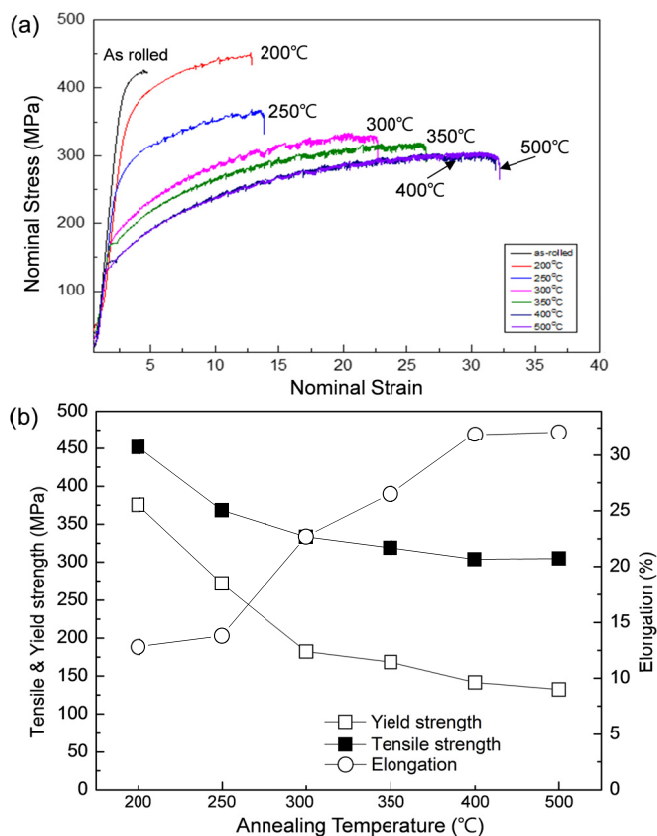 (a)
500
400
300
200
100
Nominal Stress (MPa)
As rolled
200℃
250℃
300℃
350℃
400℃
500℃
as-rolled
200°C
250°C
300°C
350°C
400°C
500°C
5 10 15 20 25 30 35 40
Nominal Strain
(b)
500
450
400
350
300
250
200
150
100
50
0
Tensile & Yield strength (MPa)
30
25
20
15
10
5
0
Elongation (%)
Yield strength
Tensile strength
Elongation
200 250 300 350 400 500
Annealing Temperature (℃)